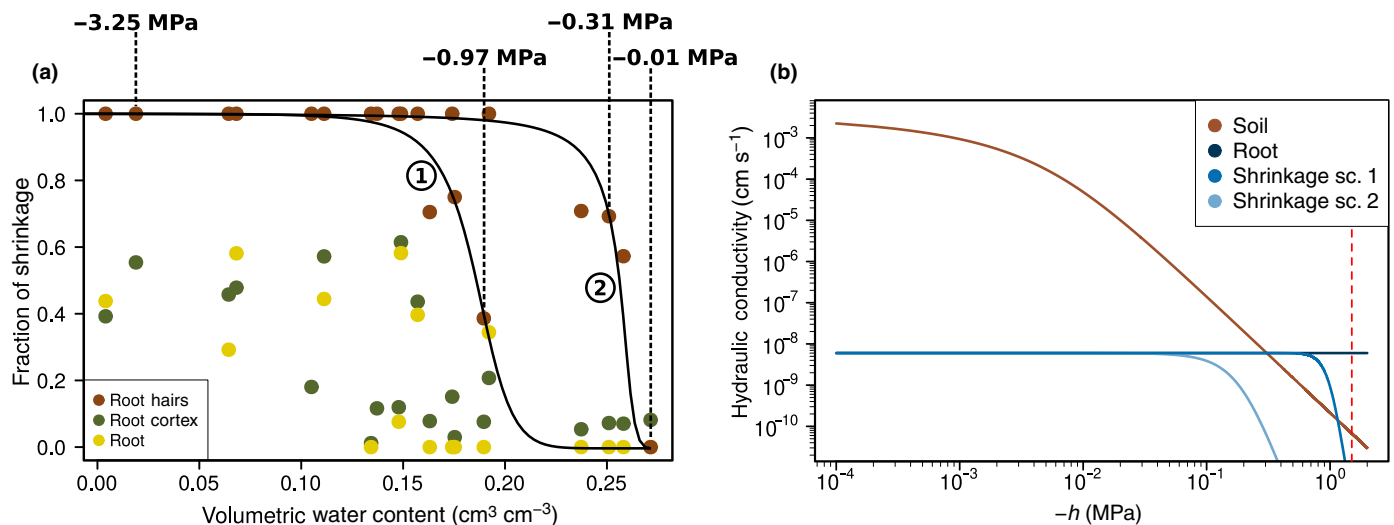 −3.25 MPa
−0.31 MPa
−0.97 MPa
−0.01 MPa
(a)
Fraction of shrinkage
1.0
0.8
0.6
0.4
0.2
0.0
1
2
Root hairs
Root cortex
Root
0.00
0.05
0.10
0.15
0.20
0.25
Volumetric water content (cm³ cm⁻³)
(b)
Hydraulic conductivity (cm s⁻¹)
10⁻³
10⁻⁴
10⁻⁵
10⁻⁶
10⁻⁷
10⁻⁸
10⁻⁹
10⁻¹⁰
Soil
Root
Shrinkage sc. 1
Shrinkage sc. 2
10⁻⁴
10⁻³
10⁻²
10⁻¹
10⁰
−h (MPa)